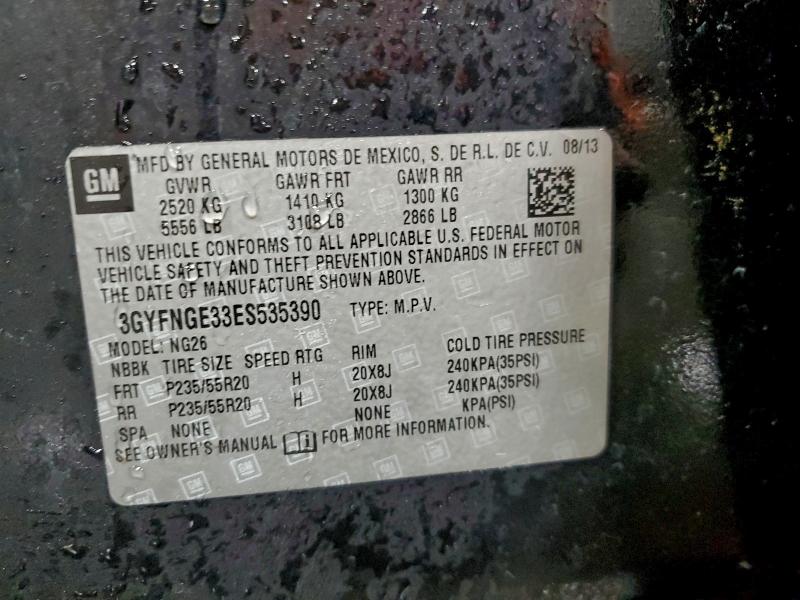 GM MFD BY GENERAL MOTORS DE MEXICO, S. DE R.L. DE C.V. 08/13
GVWR GAWR FRT GAWR RR
2520 KG 1410 KG 1300 KG
5556 LB 3108 LB 2866 LB
THIS VEHICLE CONFORMS TO ALL APPLICABLE U.S. FEDERAL MOTOR
VEHICLE SAFETY AND THEFT PREVENTION STANDARDS IN EFFECT ON
THE DATE OF MANUFACTURE SHOWN ABOVE.
3GYFNGE33ES535390 TYPE: M.P.V.
MODEL: NG26
NBBK TIRE SIZE SPEED RTG RIM COLD TIRE PRESSURE
FRT P235/55R20 H 20X8J 240KPA(35PSI)
RR P235/55R20 H 20X8J 240KPA(35PSI)
SPA NONE NONE KPA(PSI)
SEE OWNER'S MANUAL FOR MORE INFORMATION.